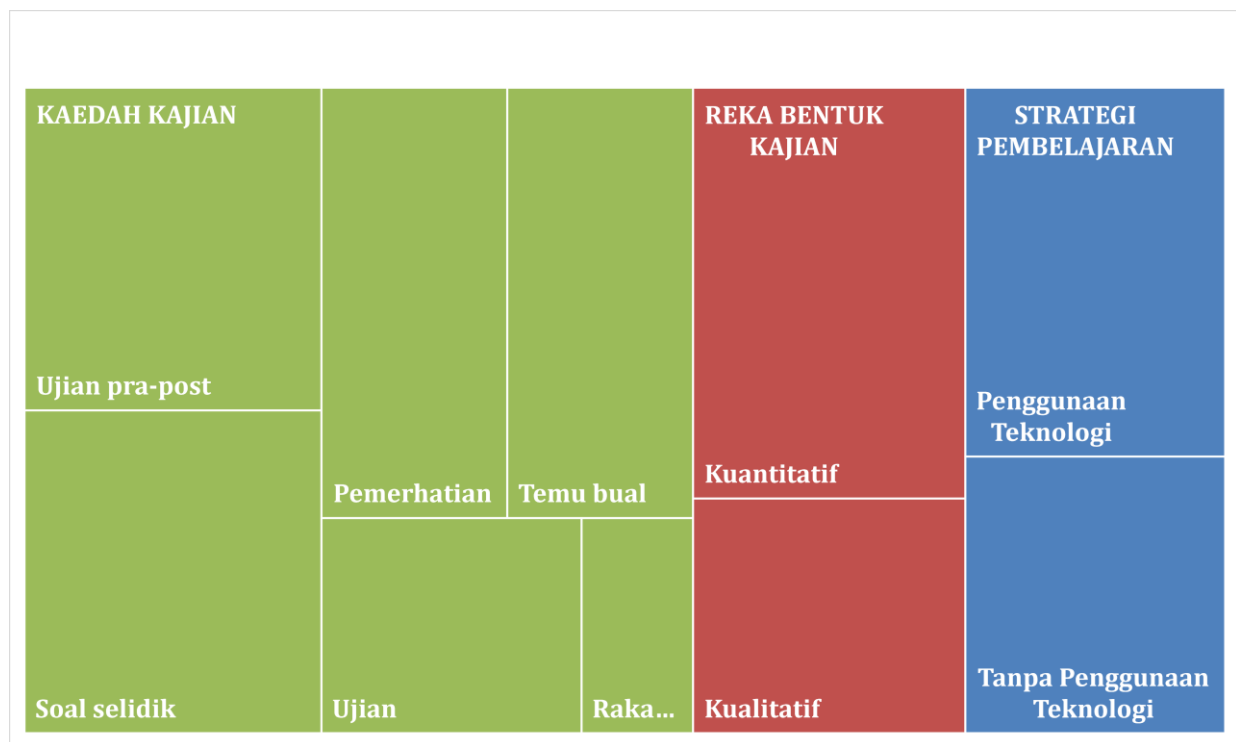 KAEDAH KAJIAN
Ujian pra-post
Soal selidik
Pemerhatian
Temu bual
Ujian
Raka...
REKA BENTUK
KAJIAN
Kuantitatif
Kualitatif
STRATEGI
PEMBELAJARAN
Penggunaan
Teknologi
Tanpa Penggunaan
Teknologi